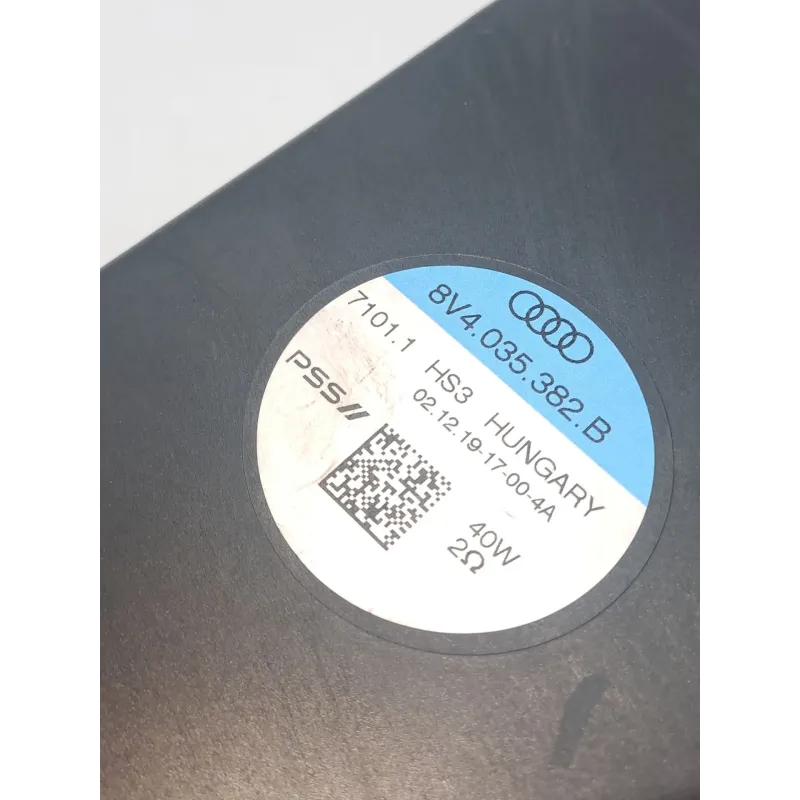 8V4.035.382.B
7101.1 HS3 HUNGARY
02.12.19-17-00-4A
PSS//
40W
2Ω